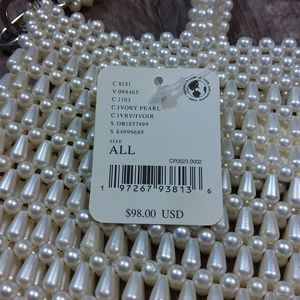 C 8151
V 094465
C 1103
C IVORY PEARL
C IVRY/IVOIR
S OB1857499
S 84999689
size
ALL
CP0523.0002
1 97267 93813 6
$98.00 USD